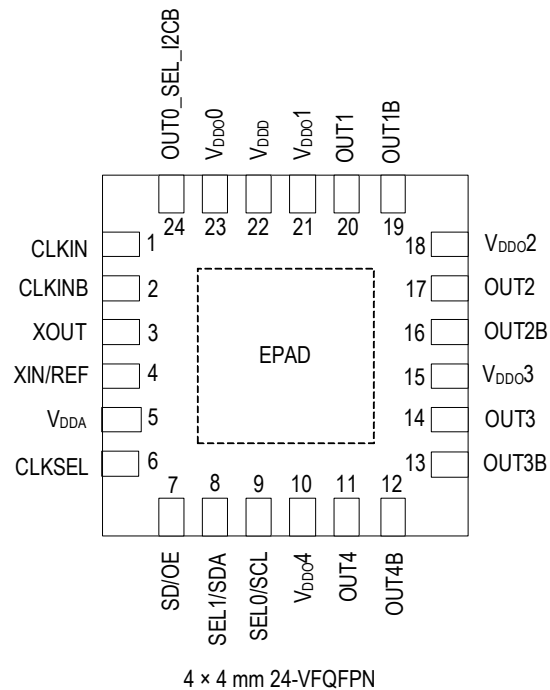 OUT0_SEL_I2CB
VDDO0
VDDD
VDDO1
OUT1
OUT1B
24
23
22
21
20
19
CLKIN
1
CLKINB
2
XOUT
3
XIN/REF
4
VDDA
5
CLKSEL
6
EPAD
18
VDDO2
17
OUT2
16
OUT2B
15
VDDO3
14
OUT3
13
OUT3B
7
8
9
10
11
12
SD/OE
SEL1/SDA
SEL0/SCL
VDDO4
OUT4
OUT4B
4 × 4 mm 24-VFQFPN